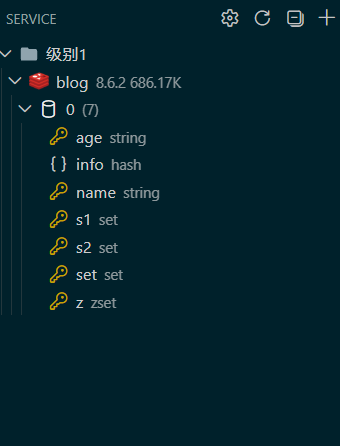 SERVICE
级别1
blog 8.6.2 686.17K
0 (7)
age string
info hash
name string
s1 set
s2 set
set set
z zset